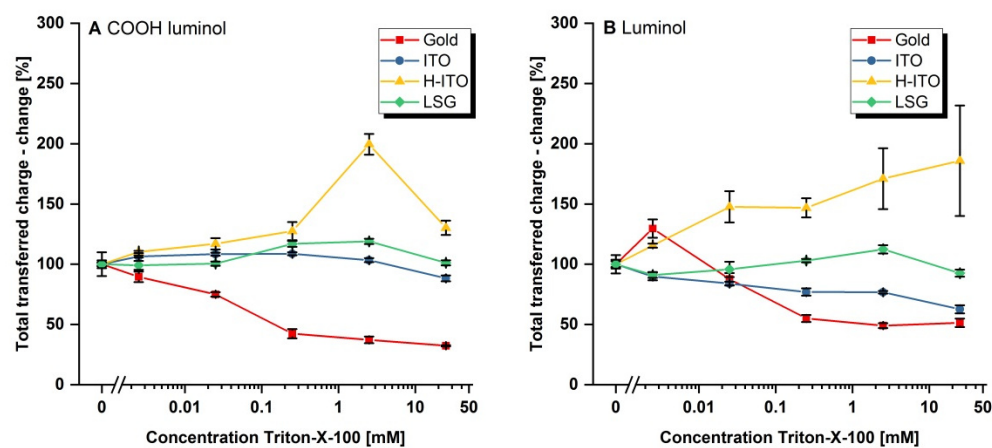 A COOH luminol
Gold
ITO
H-ITO
LSG
Total transferred charge - change [%]
300
250
200
150
100
50
0
0 0.01 0.1 1 10 50
Concentration Triton-X-100 [mM]
B Luminol
Gold
ITO
H-ITO
LSG
Total transferred charge - change [%]
300
250
200
150
100
50
0
0 0.01 0.1 1 10 50
Concentration Triton-X-100 [mM]